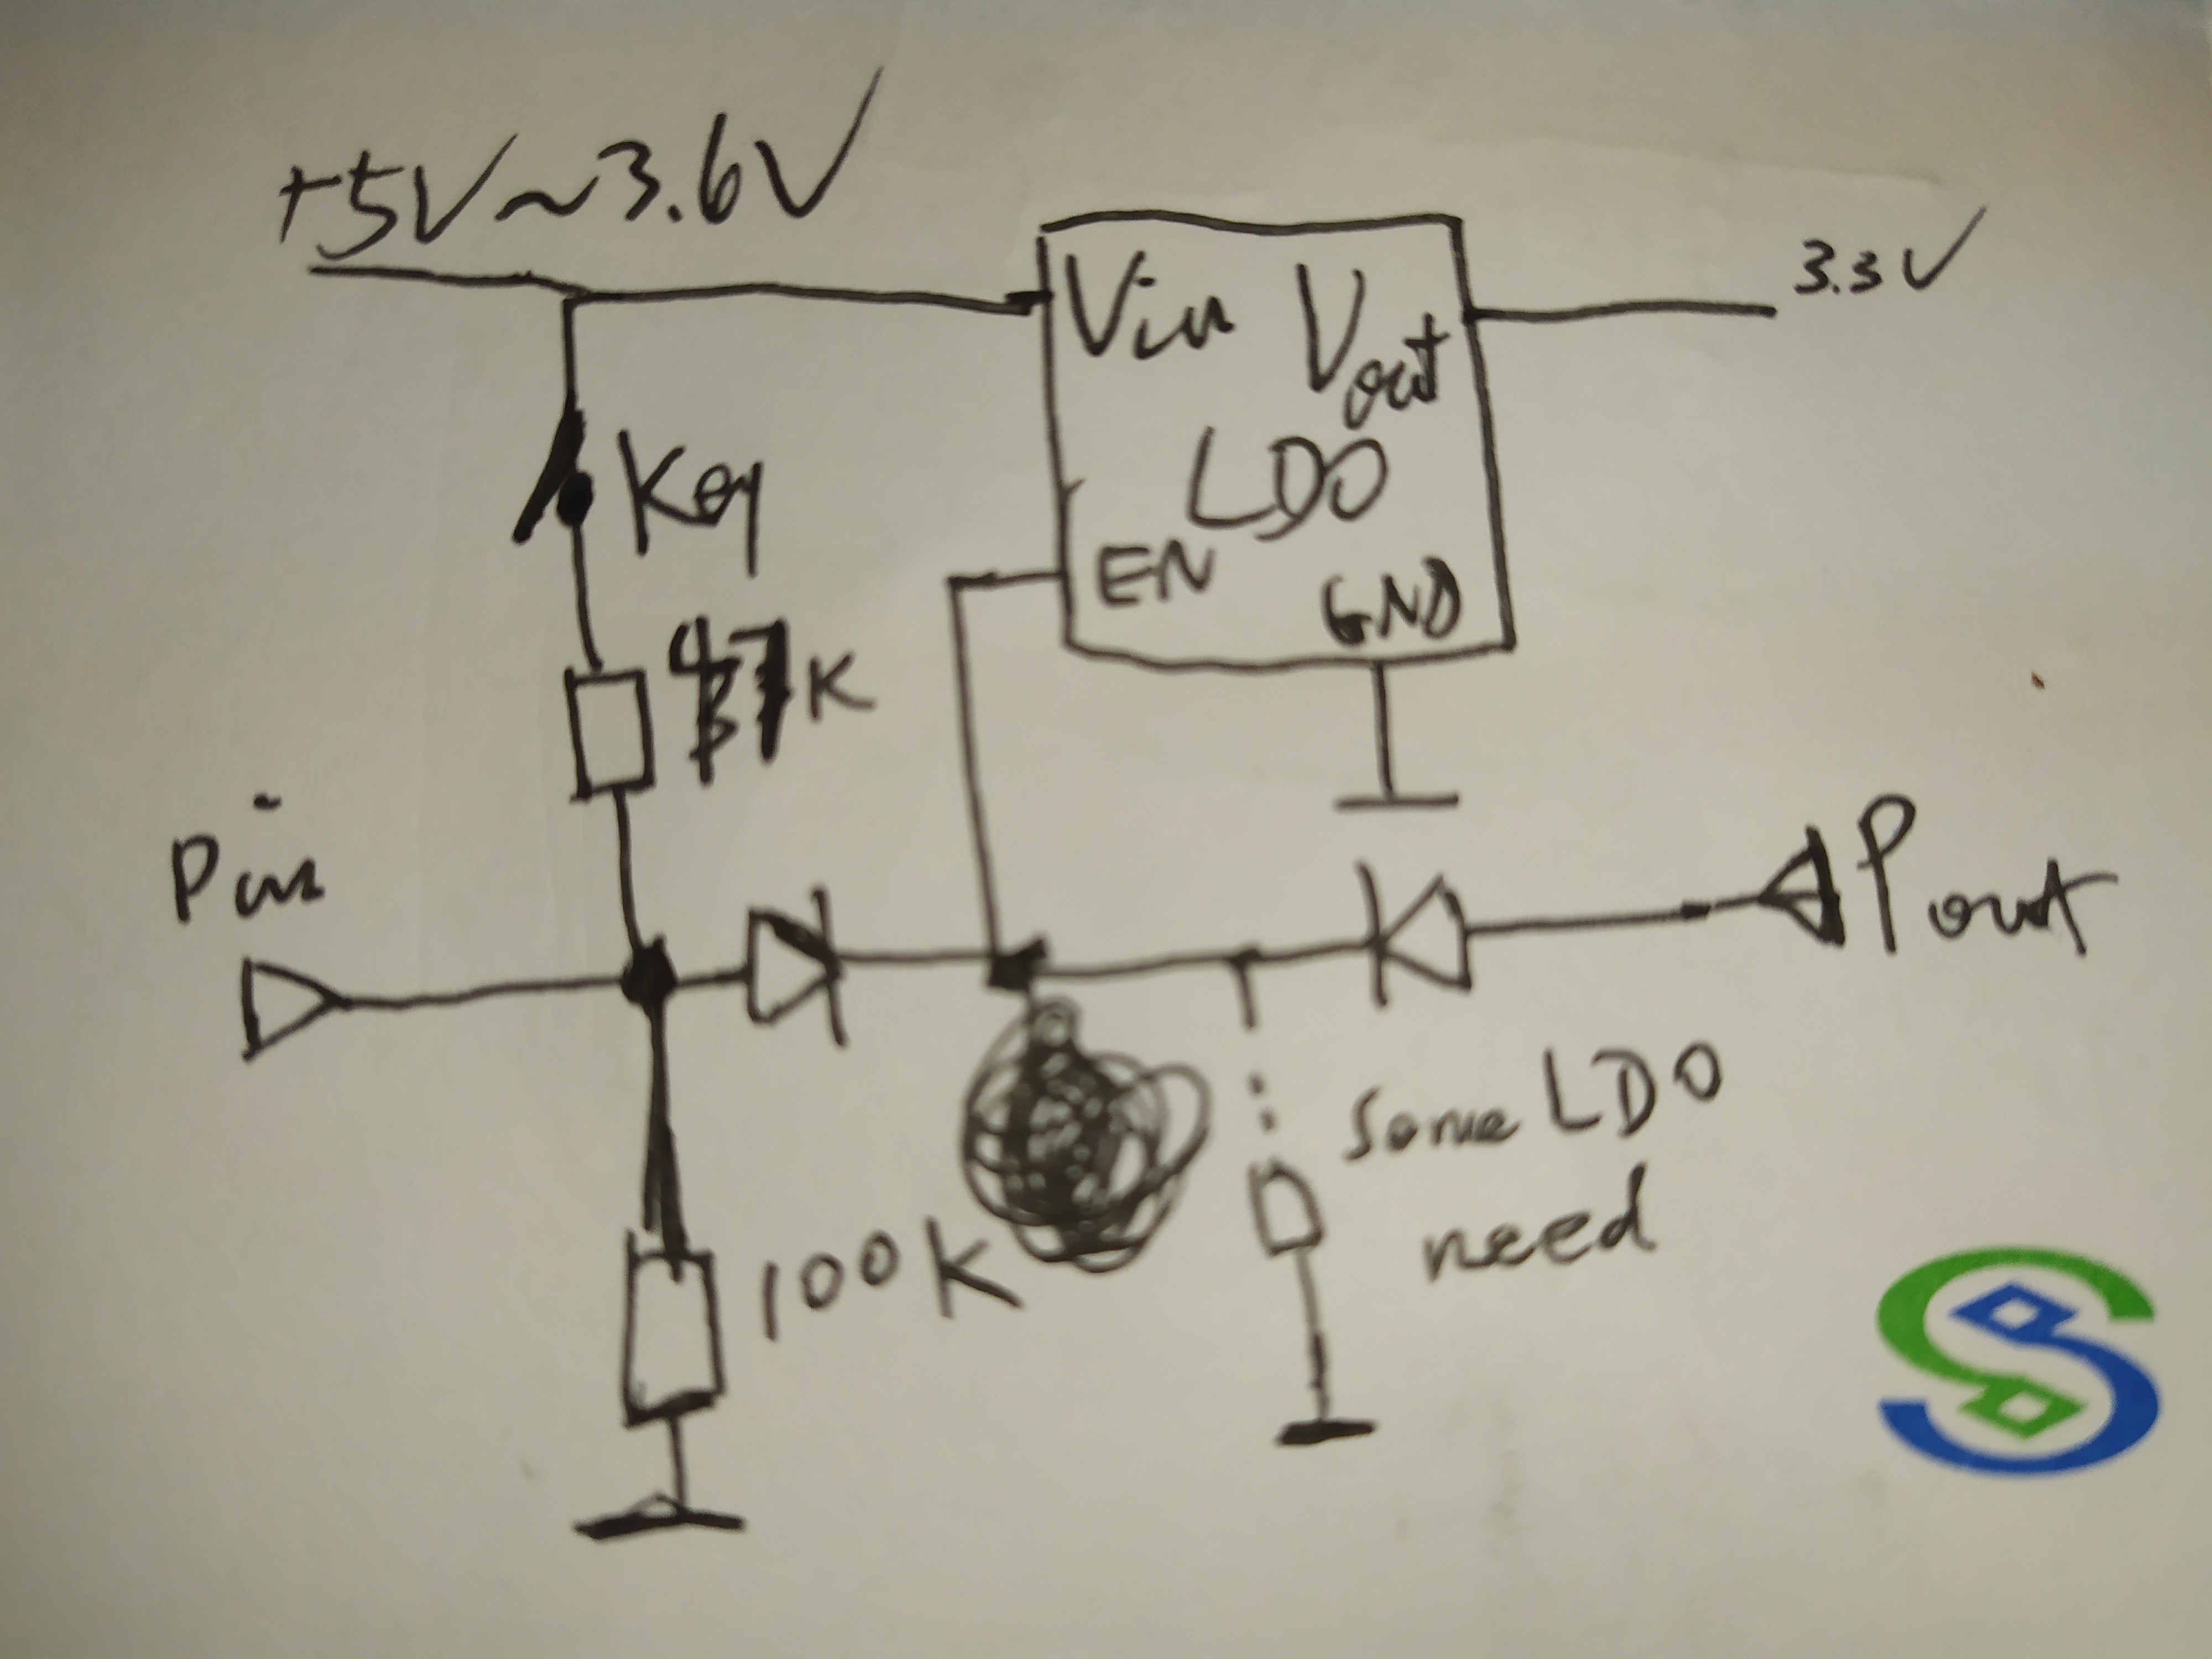 +5V~3.6V
3.3V
Vin Vout
LDO
Key
EN
GND
47K
Pin
Pout
Some LDO
need
100K